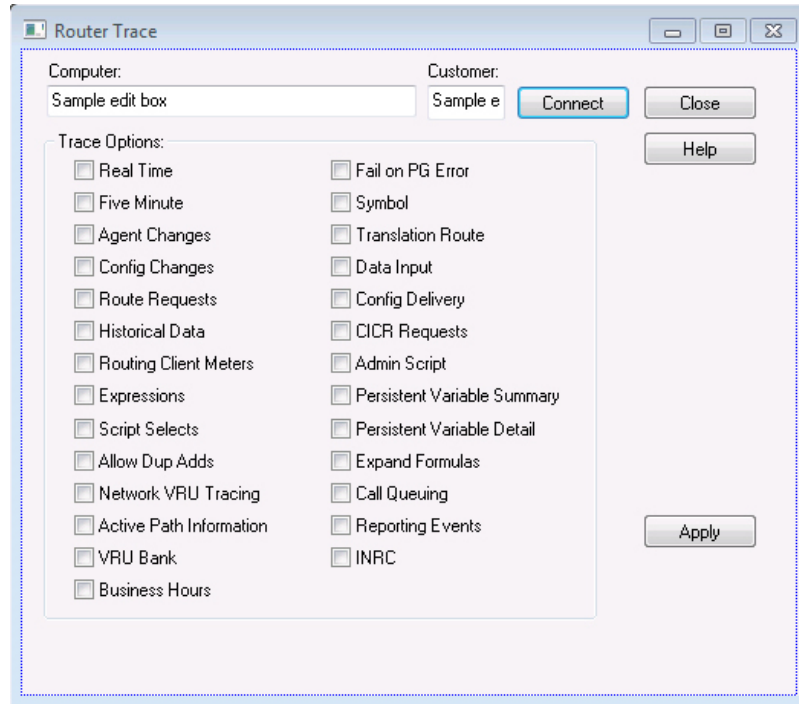 Router Trace
Computer:
Customer:
Sample edit box
Sample e
Connect
Close
Help
Trace Options:
Real Time
Fail on PG Error
Five Minute
Symbol
Agent Changes
Translation Route
Config Changes
Data Input
Route Requests
Config Delivery
Historical Data
CICR Requests
Routing Client Meters
Admin Script
Expressions
Persistent Variable Summary
Script Selects
Persistent Variable Detail
Allow Dup Adds
Expand Formulas
Network VRU Tracing
Call Queuing
Active Path Information
Reporting Events
Apply
VRU Bank
INRC
Business Hours